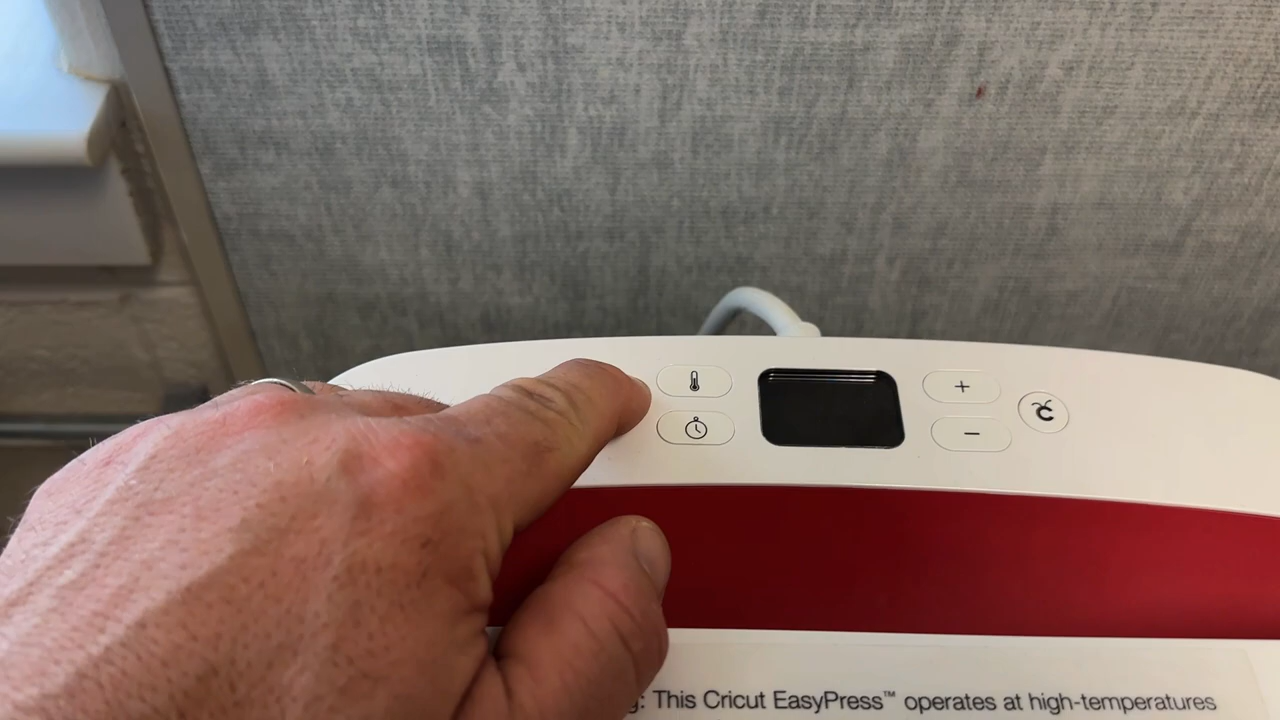 +
−
: This Cricut EasyPress™ operates at high-temperatures